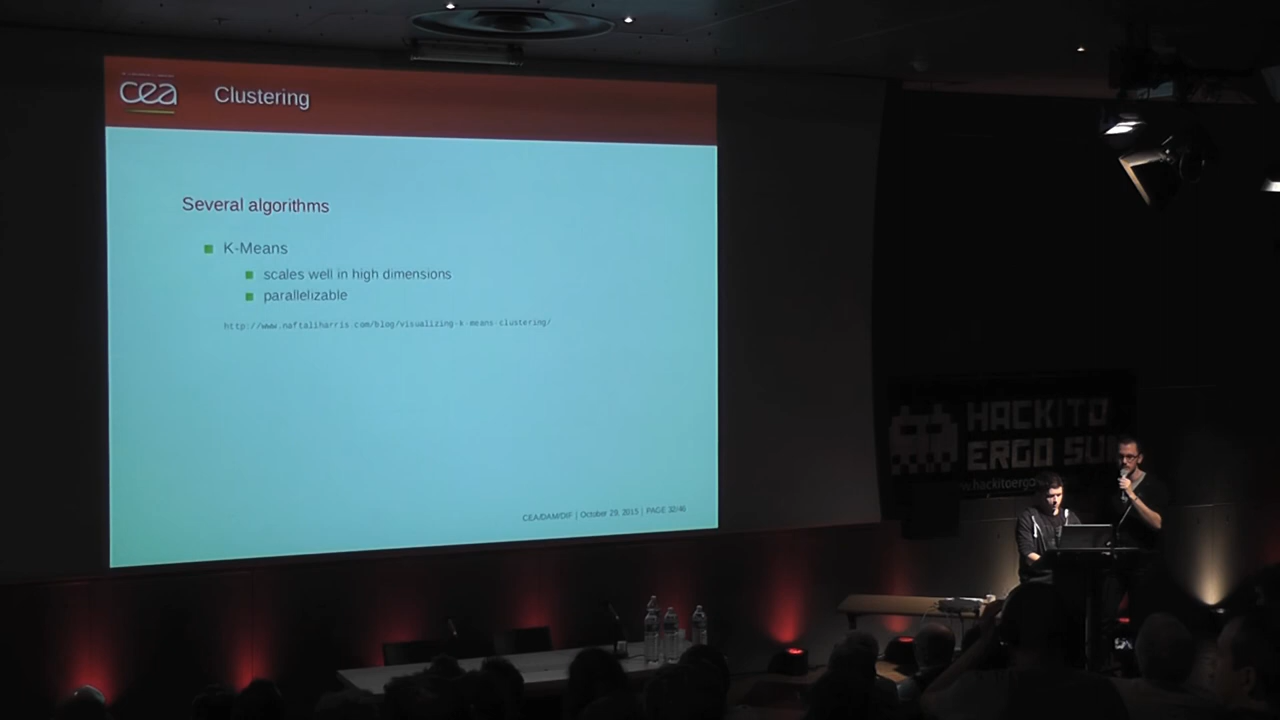 cea
Clustering
Several algorithms
K-Means
scales well in high dimensions
parallelizable
http://www.naftaliharris.com/blog/visualizing-k-means-clustering/
CEA/DAM/DIF | October 29, 2015 | PAGE 32/40
HACKITO
ERGO SU
hackitoergo